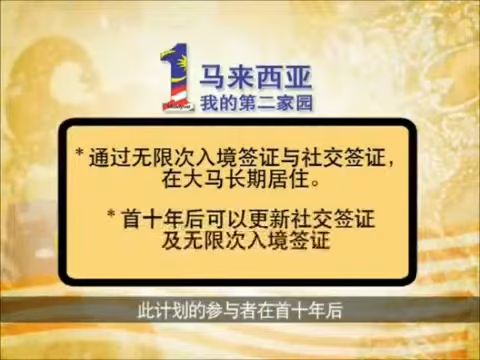 1 马来西亚
我的第二家园
*通过无限次入境签证与社交签证，
在大马长期居住。
*首十年后可以更新社交签证
及无限次入境签证
此计划的参与者在首十年后